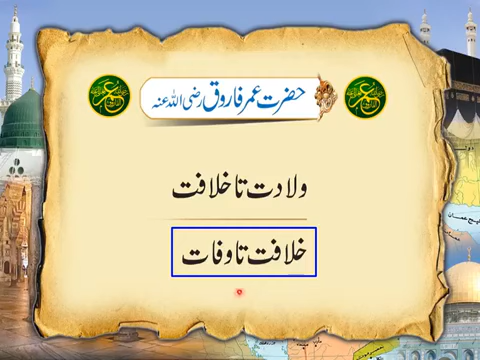 حضرت عمر فاروق رضی اللہ عنہ
ولادت تا خلافت
خلافت تا وفات